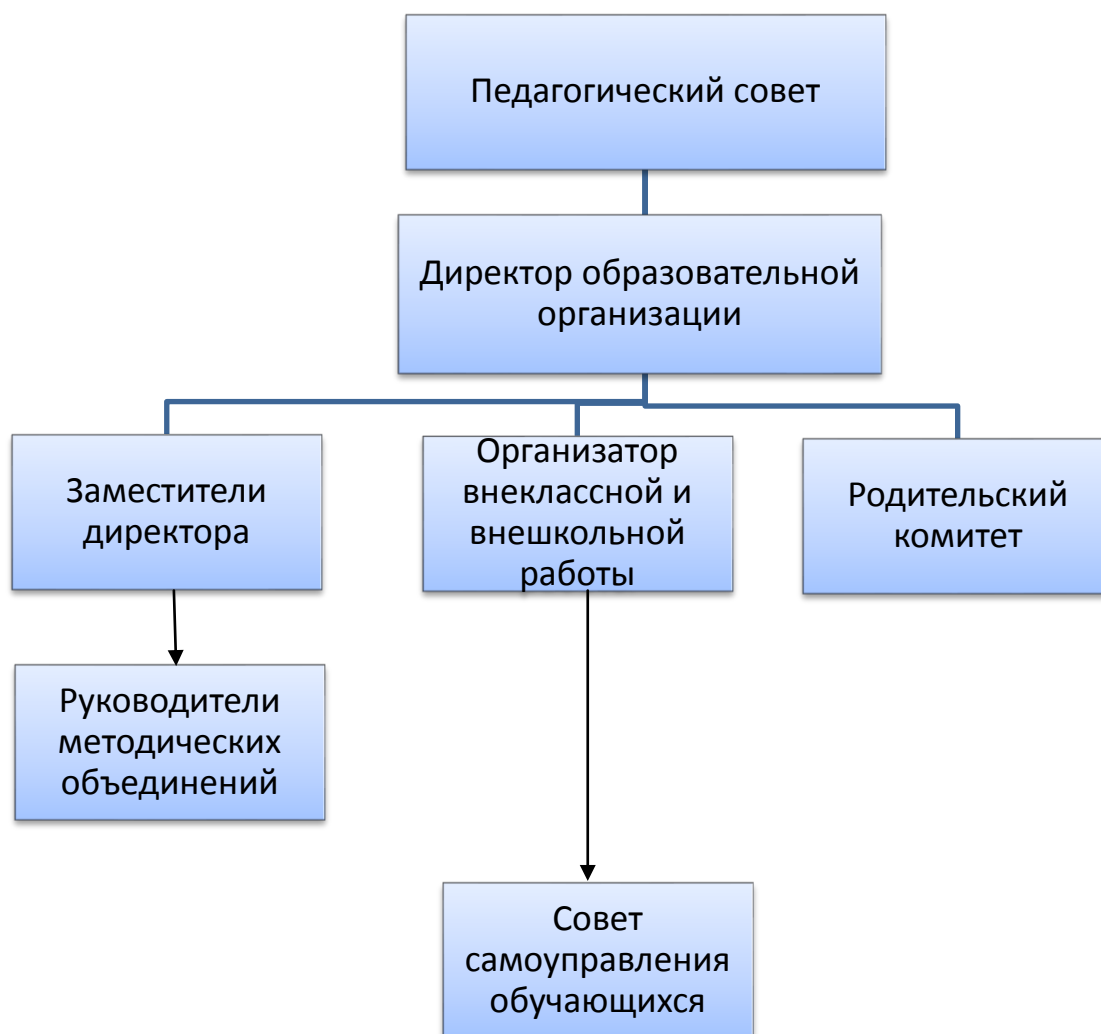 Педагогический совет
Директор образовательной
организации
Заместители
директора
Организатор
внеклассной и
внешкольной
работы
Родительский
комитет
Руководители
методических
объединений
Совет
самоуправления
обучающихся